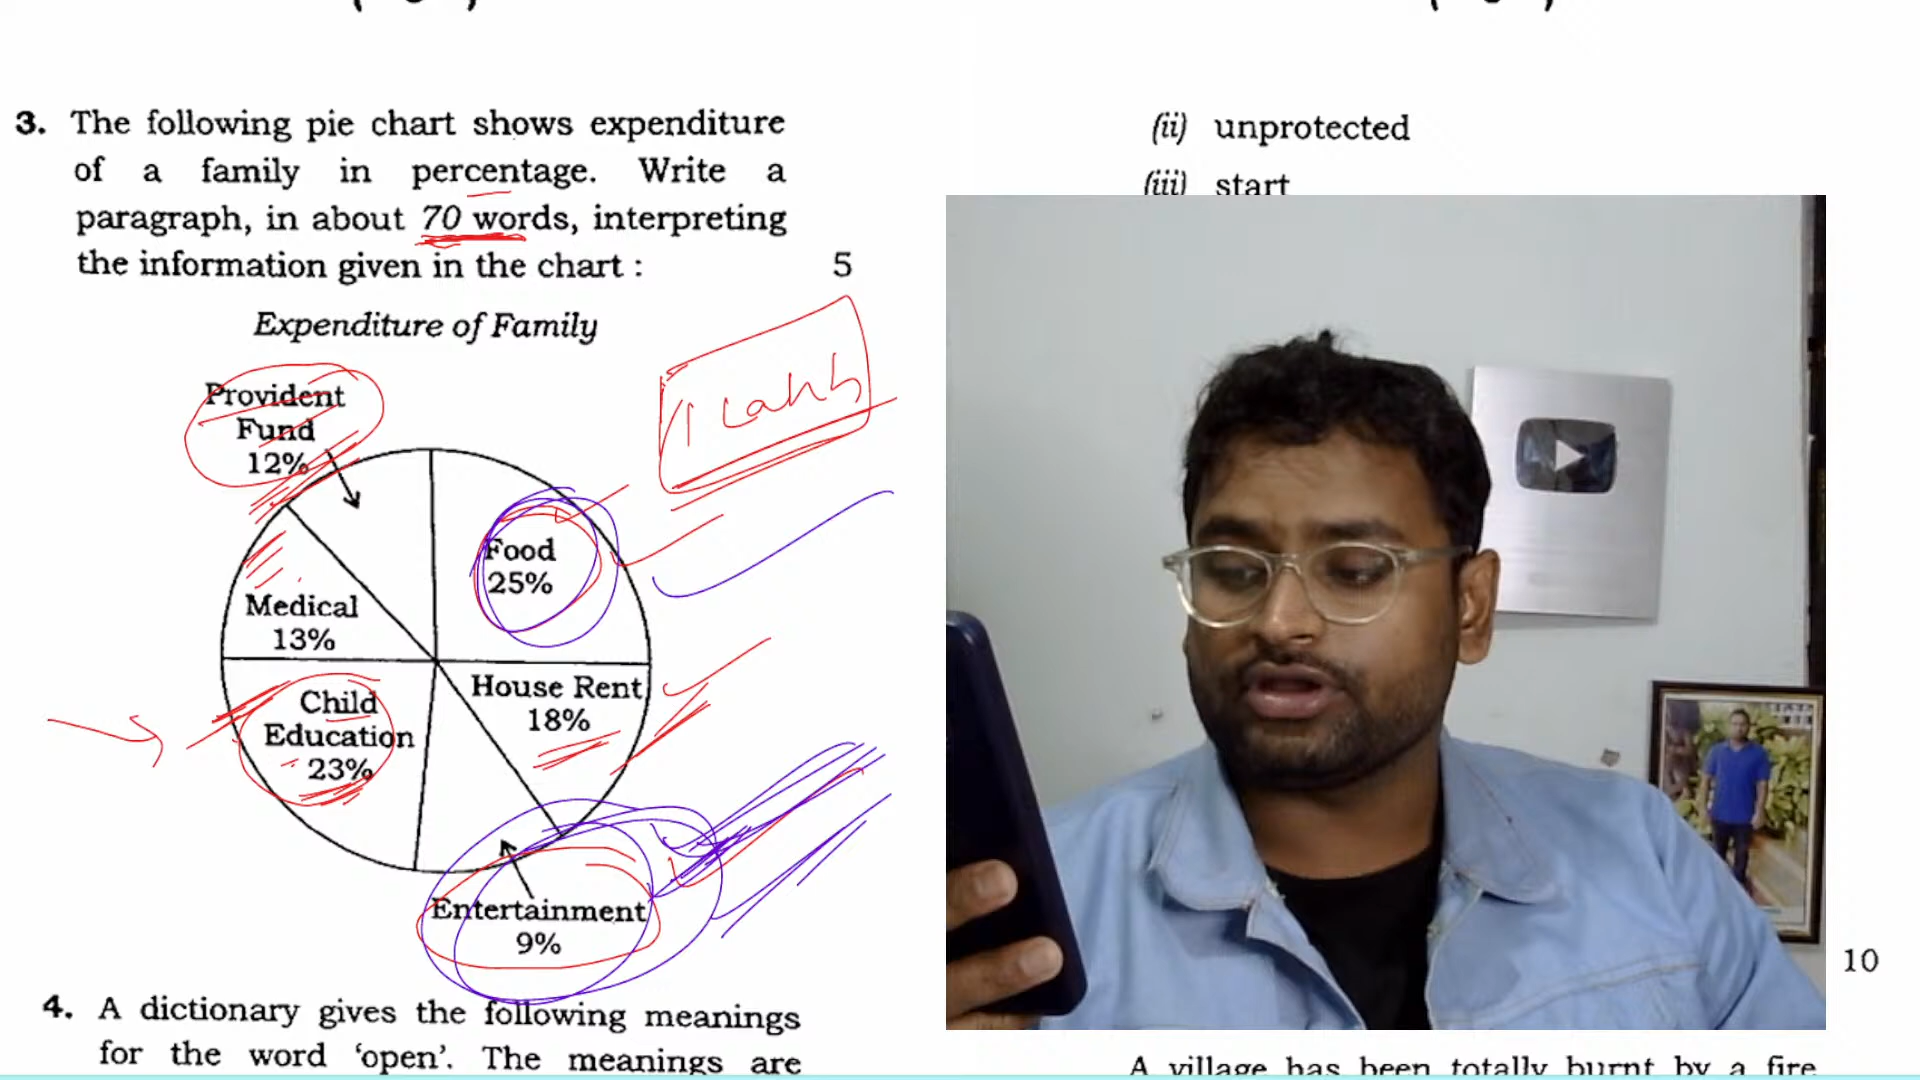 3. The following pie chart shows expenditure
of a family in percentage. Write a
paragraph, in about 70 words, interpreting
the information given in the chart : 5
Expenditure of Family
1 Lakh
Provident
Fund
12%
Food
25%
Medical
13%
House Rent
18%
Child
Education
23%
Entertainment
9%
4. A dictionary gives the following meanings
for the word ‘open’. The meanings are
(ii) unprotected
(iii) start
10
A village has been totally burnt by a fire